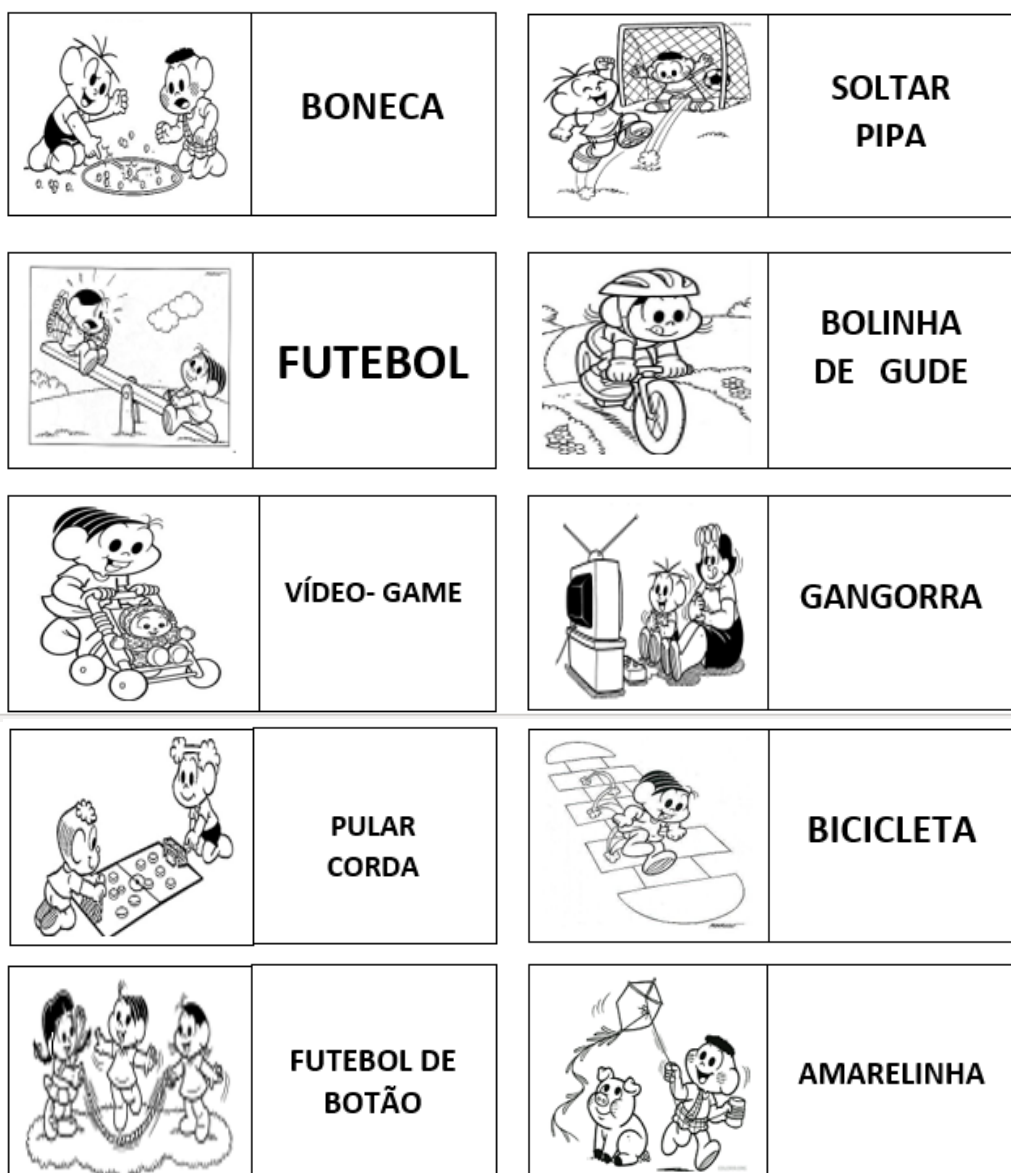 BONECA
SOLTAR
PIPA
FUTEBOL
BOLINHA
DE GUDE
VÍDEO- GAME
GANGORRA
PULAR
CORDA
BICICLETA
FUTEBOL DE
BOTÃO
AMARELINHA